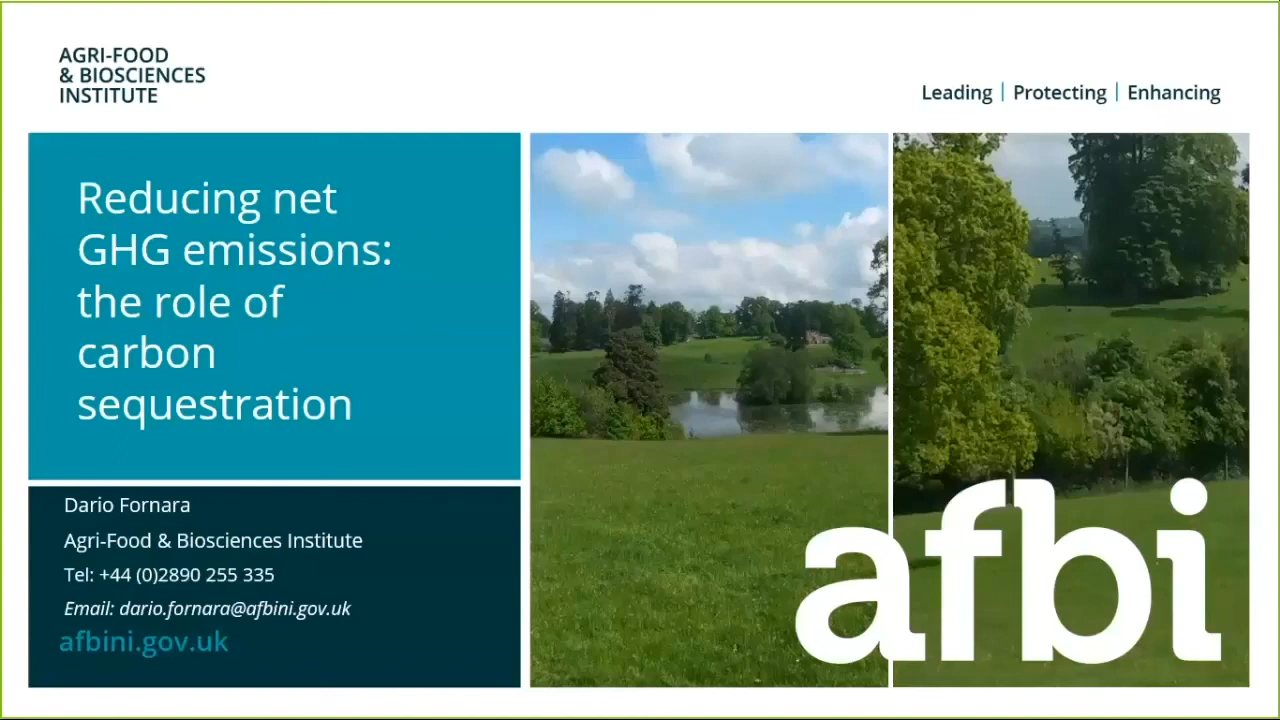 AGRI-FOOD
& BIOSCIENCES
INSTITUTE
Leading | Protecting | Enhancing
Reducing net
GHG emissions:
the role of
carbon
sequestration
Dario Fornara
Agri-Food & Biosciences Institute
Tel: +44 (0)2890 255 335
Email: dario.fornara@afbini.gov.uk
afbini.gov.uk
afbi